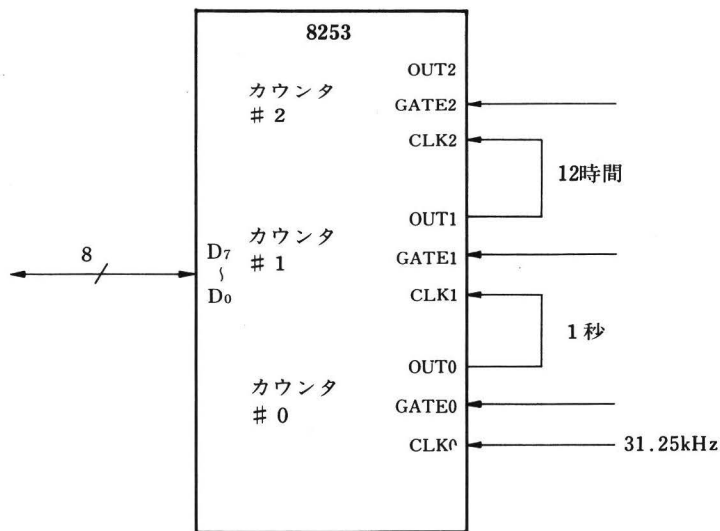 8253
OUT2
カウンタ
# 2
GATE2
CLK2
12時間
OUT1
8
D7
〜
D0
カウンタ
# 1
GATE1
CLK1
1秒
OUT0
カウンタ
# 0
GATE0
CLK0
31.25kHz